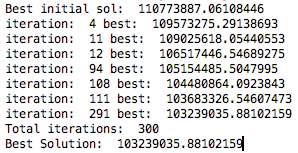 Best initial sol:  110773887.06108446
iteration:  4 best:  109573275.29138693
iteration:  11 best:  109025618.05440553
iteration:  12 best:  106517446.54689275
iteration:  94 best:  105154485.5047995
iteration:  108 best:  104480864.0923843
iteration:  111 best:  103683326.54607473
iteration:  291 best:  103239035.88102159
Total iterations:  300
Best Solution:  103239035.88102159